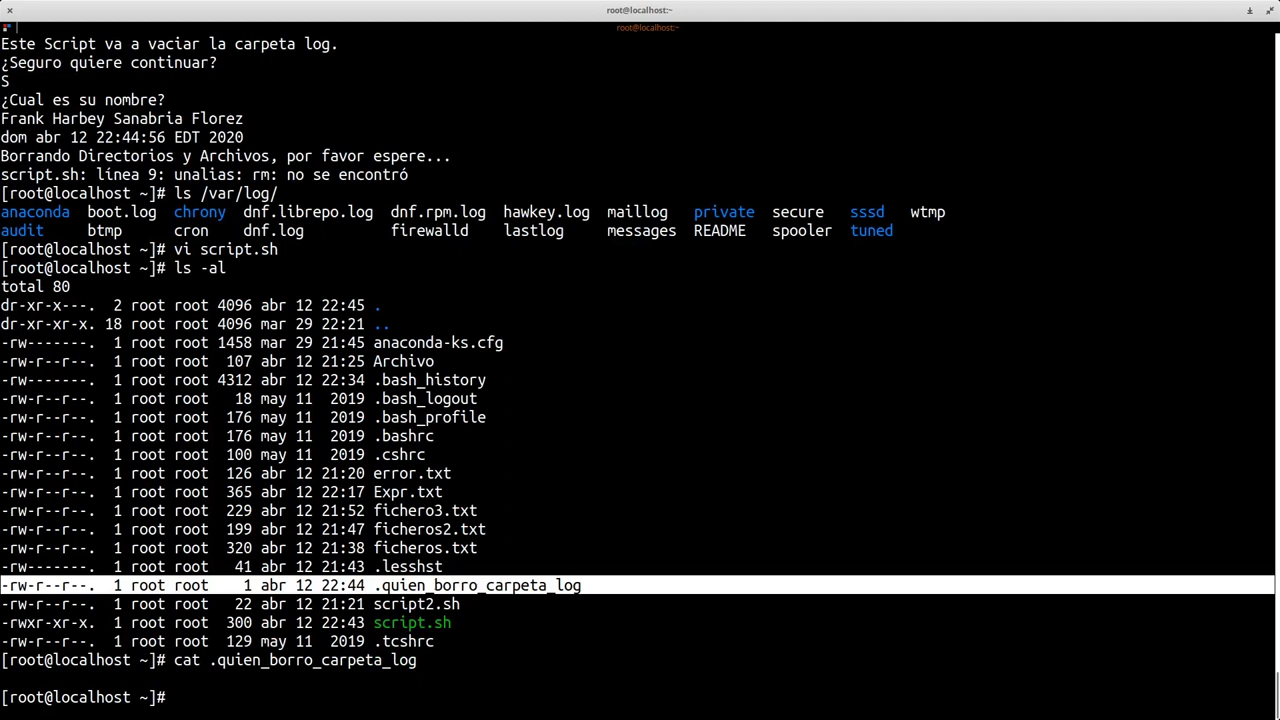 root@localhost:~
root@localhost:~
Este Script va a vaciar la carpeta log.
¿Seguro quiere continuar?
S
¿Cual es su nombre?
Frank Harbey Sanabria Florez
dom abr 12 22:44:56 EDT 2020
Borrando Directorios y Archivos, por favor espere...
script.sh: línea 9: unalias: rm: no se encontró
[root@localhost ~]# ls /var/log/
anaconda  boot.log  chrony  dnf.librepo.log  dnf.rpm.log  hawkey.log  maillog   private  secure   sssd   wtmp
audit     btmp      cron    dnf.log          firewalld    lastlog     messages  README   spooler  tuned
[root@localhost ~]# vi script.sh
[root@localhost ~]# ls -al
total 80
dr-xr-x---.  2 root root 4096 abr 12 22:45 .
dr-xr-xr-x. 18 root root 4096 mar 29 22:21 ..
-rw-------.  1 root root 1458 mar 29 21:45 anaconda-ks.cfg
-rw-r--r--.  1 root root  107 abr 12 21:25 Archivo
-rw-------.  1 root root 4312 abr 12 22:34 .bash_history
-rw-r--r--.  1 root root   18 may 11  2019 .bash_logout
-rw-r--r--.  1 root root  176 may 11  2019 .bash_profile
-rw-r--r--.  1 root root  176 may 11  2019 .bashrc
-rw-r--r--.  1 root root  100 may 11  2019 .cshrc
-rw-r--r--.  1 root root  126 abr 12 21:20 error.txt
-rw-r--r--.  1 root root  365 abr 12 22:17 Expr.txt
-rw-r--r--.  1 root root  229 abr 12 21:52 fichero3.txt
-rw-r--r--.  1 root root  199 abr 12 21:47 ficheros2.txt
-rw-r--r--.  1 root root  320 abr 12 21:38 ficheros.txt
-rw-------.  1 root root   41 abr 12 21:43 .lesshst
-rw-r--r--.  1 root root    1 abr 12 22:44 .quien_borro_carpeta_log
-rw-r--r--.  1 root root   22 abr 12 21:21 script2.sh
-rwxr-xr-x.  1 root root  300 abr 12 22:43 script.sh
-rw-r--r--.  1 root root  129 may 11  2019 .tcshrc
[root@localhost ~]# cat .quien_borro_carpeta_log
[root@localhost ~]#